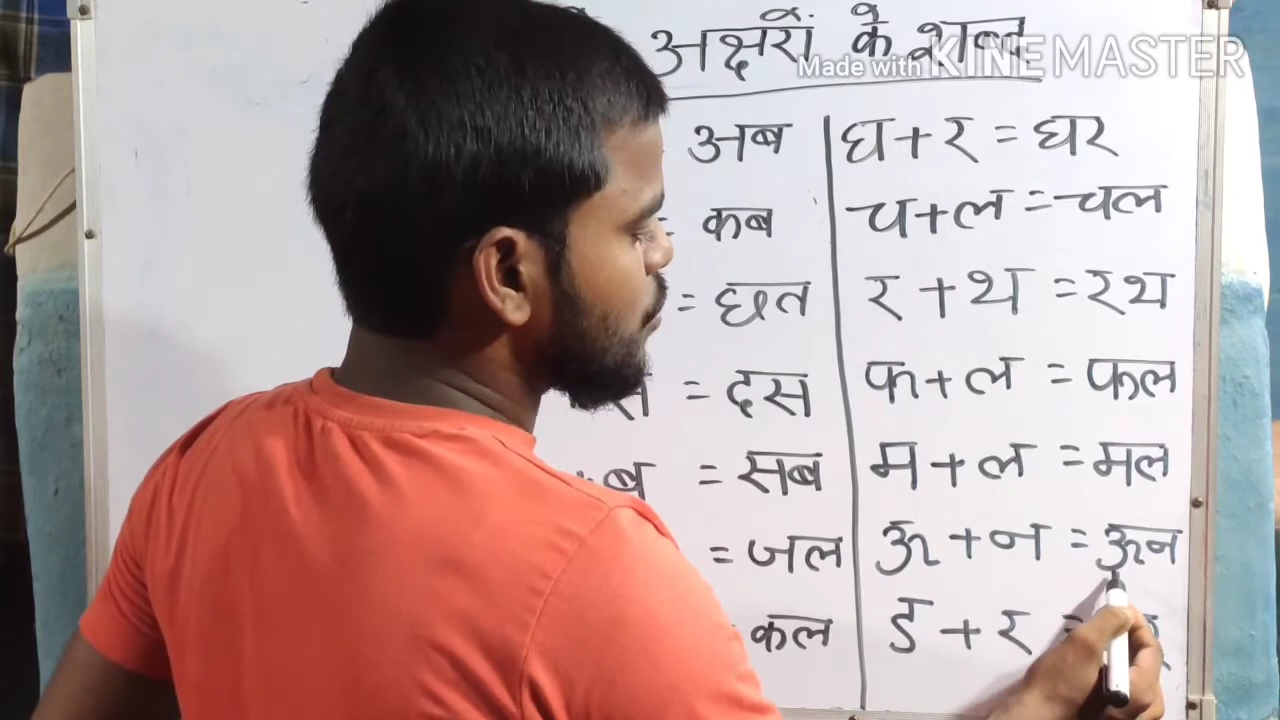 अक्षरों के शब्द
Made with KINEMASTER
अब
= कब
= छत
= दस
ब = सब
= जल
कल
घ + र = घर
च + ल = चल
र + थ = रथ
फ + ल = फल
म + ल = मल
ऊ + न = ऊन
ड + र =